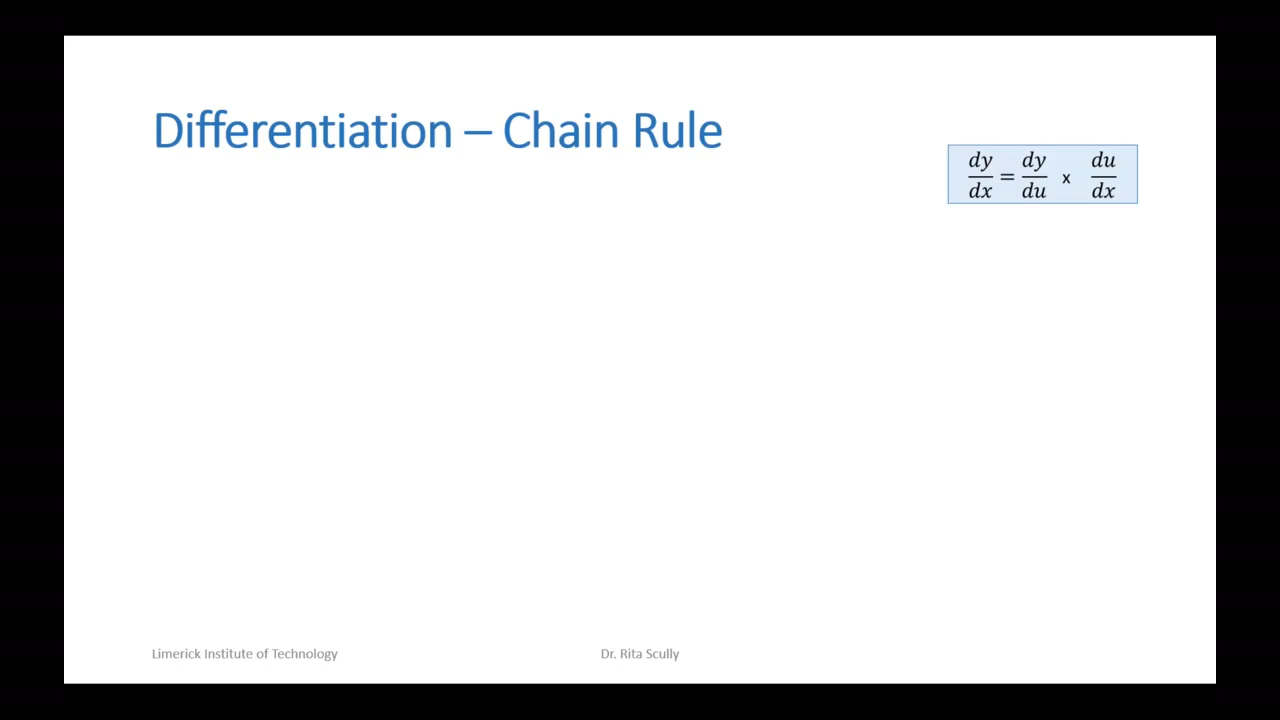 Differentiation – Chain Rule
dy/dx = dy/du x du/dx
Limerick Institute of Technology
Dr. Rita Scully